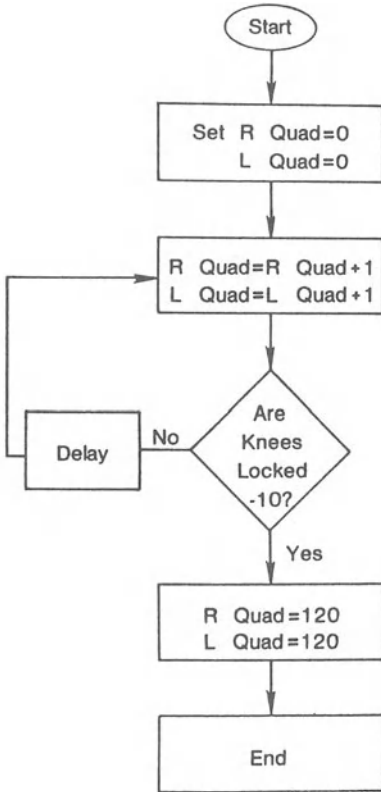 Start
Set R Quad=0
L Quad=0
R Quad=R Quad+1
L Quad=L Quad+1
Are
Knees
Locked
-10?
No
Delay
Yes
R Quad=120
L Quad=120
End